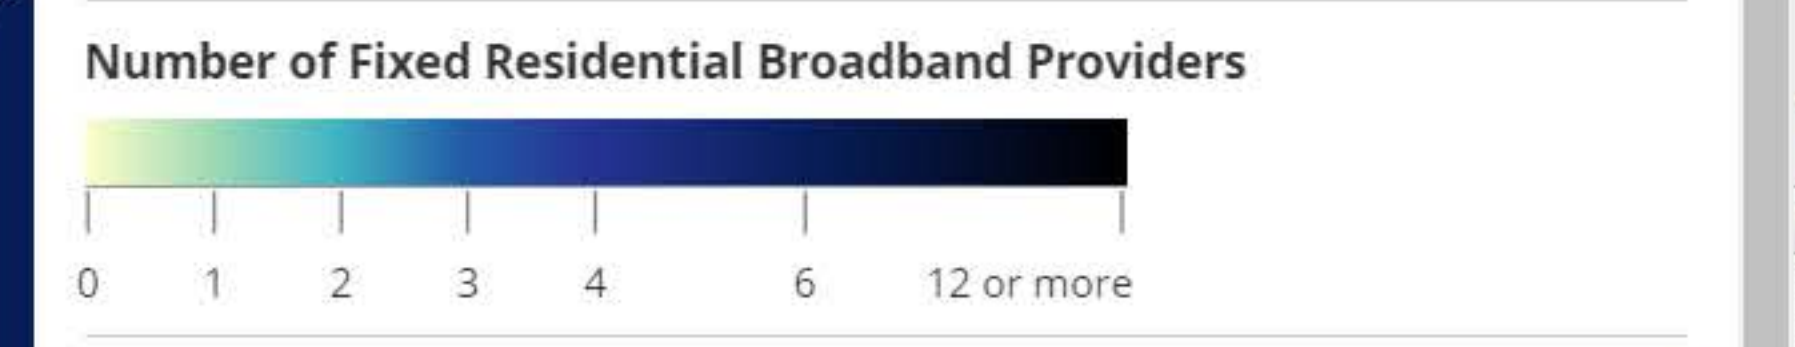 Number of Fixed Residential Broadband Providers
0 1 2 3 4 6 12 or more